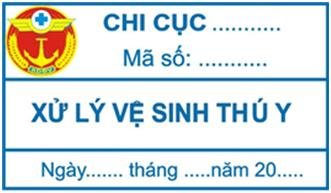 CHI CỤC ...........
Mã số: ...........
XỬ LÝ VỆ SINH THÚ Y
Ngày....... tháng .....năm 20.....